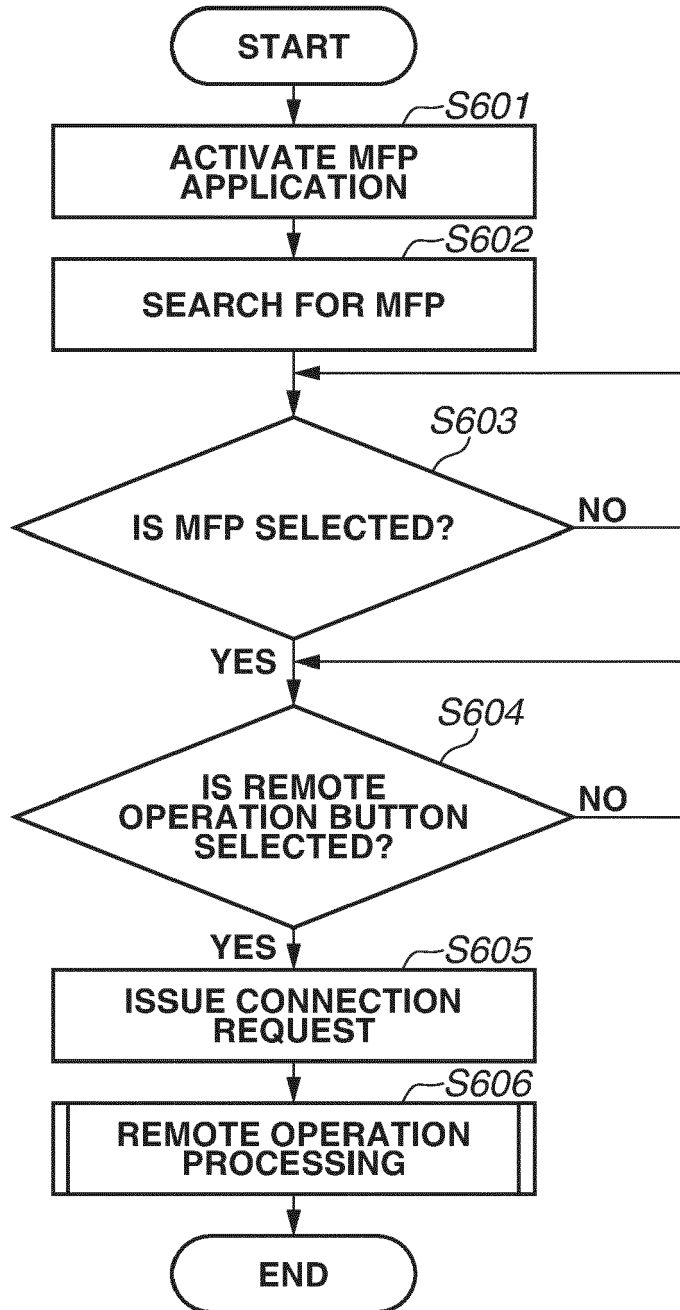 START
S601
ACTIVATE MFP
APPLICATION
S602
SEARCH FOR MFP
S603
IS MFP SELECTED?
NO
YES
S604
IS REMOTE
OPERATION BUTTON
SELECTED?
NO
YES
S605
ISSUE CONNECTION
REQUEST
S606
REMOTE OPERATION
PROCESSING
END